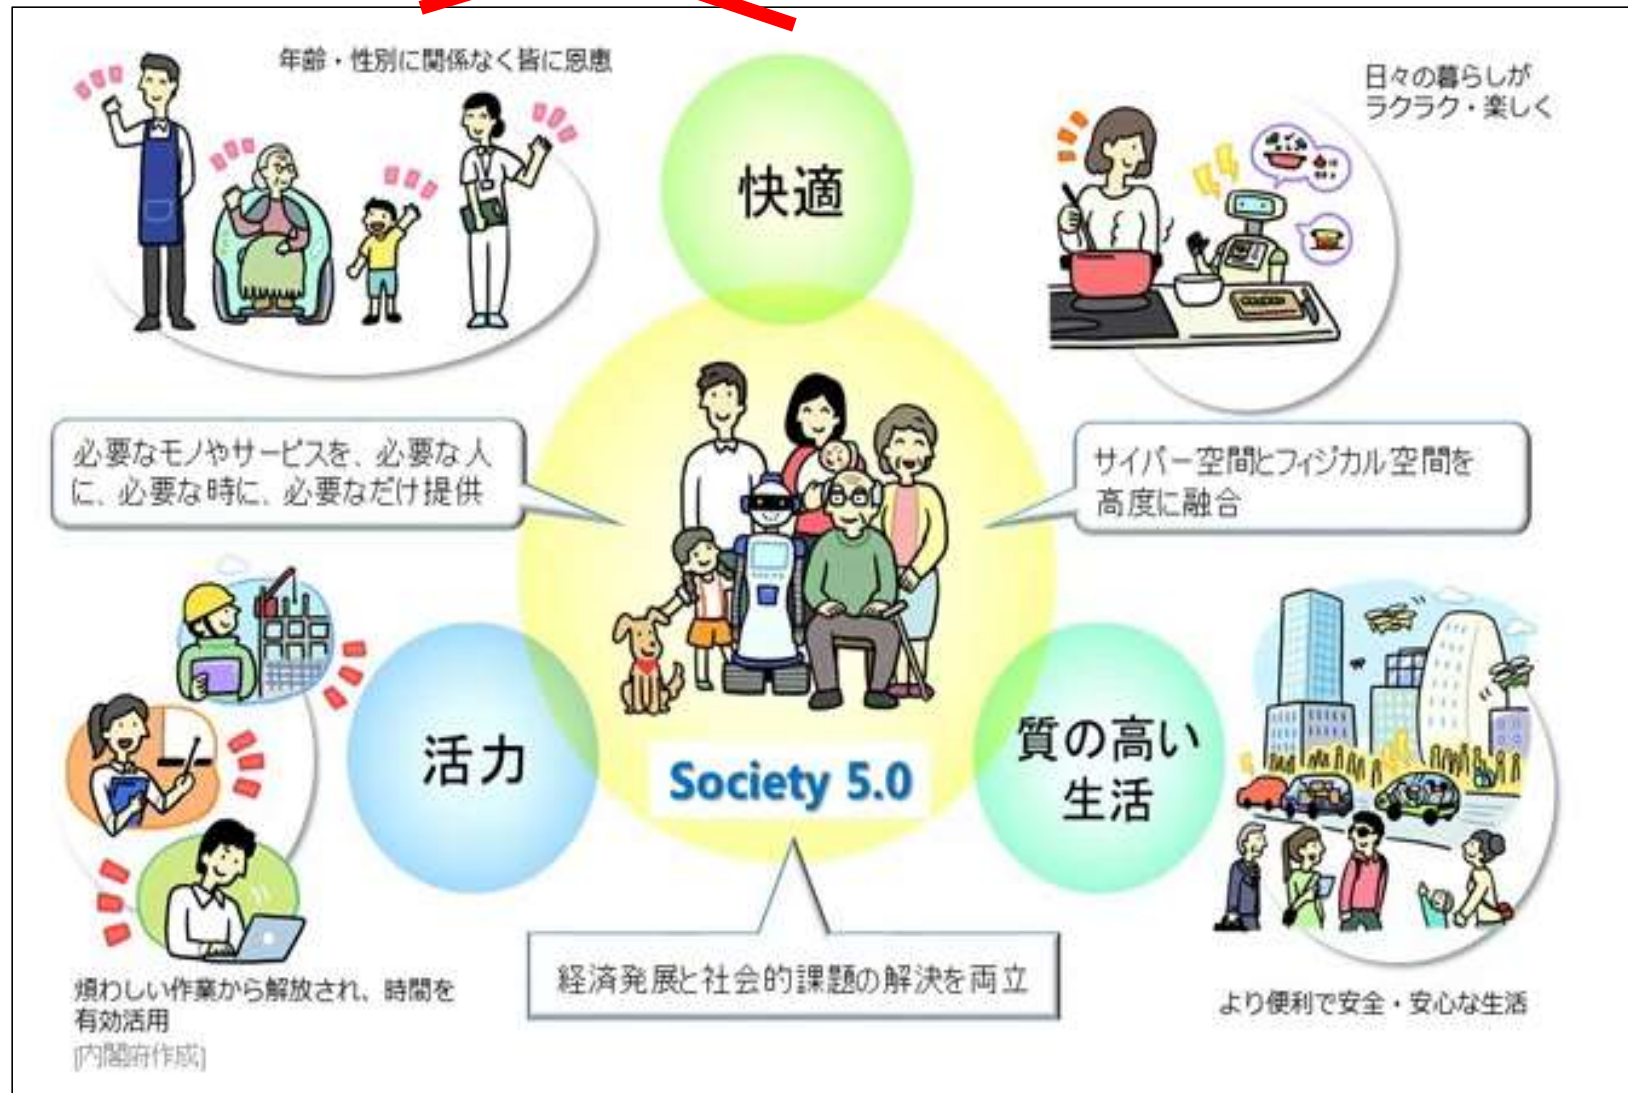 年齢・性別に関係なく皆に恩恵
日々の暮らしが
ラクラク・楽しく
快適
必要なモノやサービスを、必要な人
に、必要な時に、必要なだけ提供
サイバー空間とフィジカル空間を
高度に融合
活力
Society 5.0
質の高い
生活
経済発展と社会的課題の解決を両立
煩わしい作業から解放され、時間を
有効活用
[内閣府作成]
より便利で安全・安心な生活